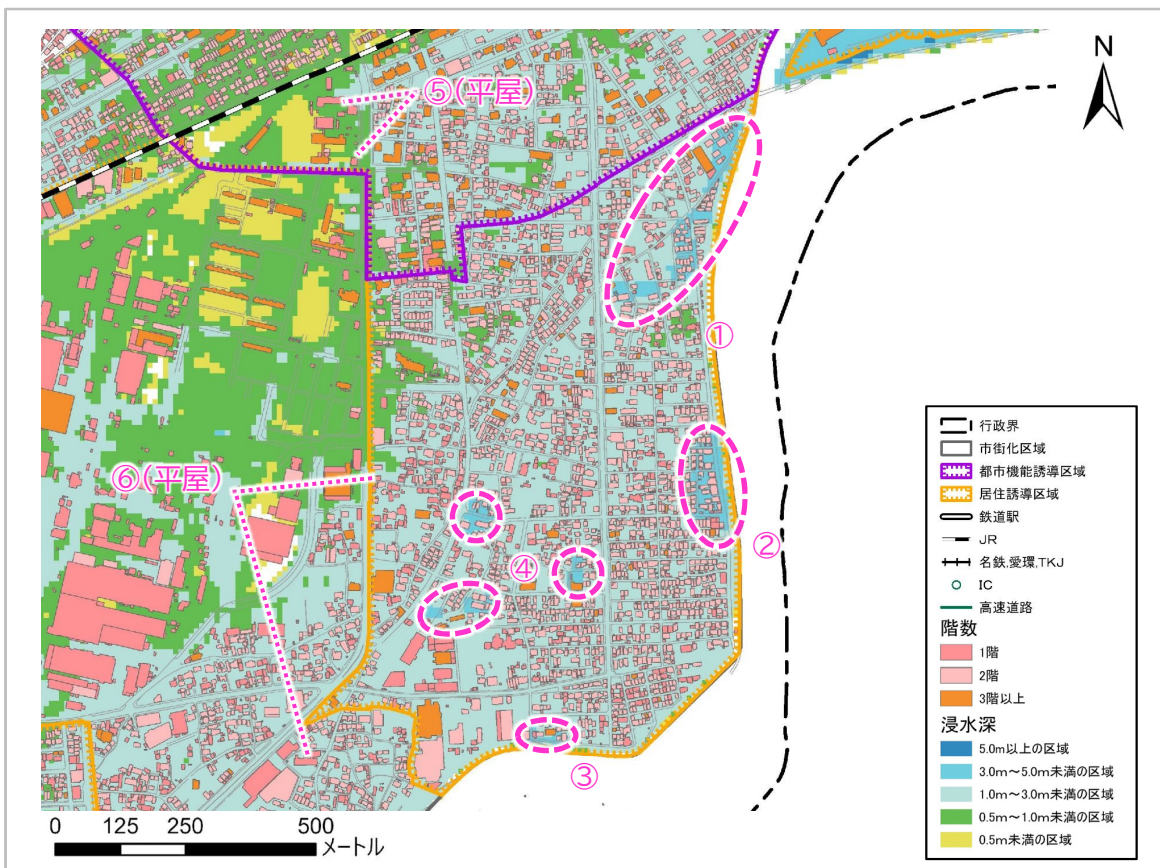 N
⑤(平屋)
①
⑥(平屋)
②
④
③
行政界
市街化区域
都市機能誘導区域
居住誘導区域
鉄道駅
JR
名鉄,愛環,TKJ
IC
高速道路
階数
1階
2階
3階以上
浸水深
5.0m以上の区域
3.0m～5.0m未満の区域
1.0m～3.0m未満の区域
0.5m～1.0m未満の区域
0.5m未満の区域
0 125 250 500
メートル